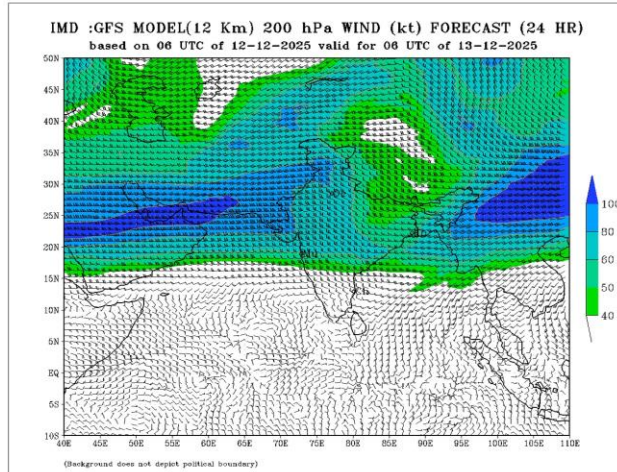 IMD :GFS MODEL(12 Km) 200 hPa WIND (kt) FORECAST (24 HR)
based on 06 UTC of 12-12-2025 valid for 06 UTC of 13-12-2025
50N
45N
40N
35N
30N
25N
20N
15N
10N
5N
EQ
5S
10S
40E 45E 50E 55E 60E 65E 70E 75E 80E 85E 90E 95E 100E 105E 110E
100
80
60
50
40
(Background does not depict political boundary)